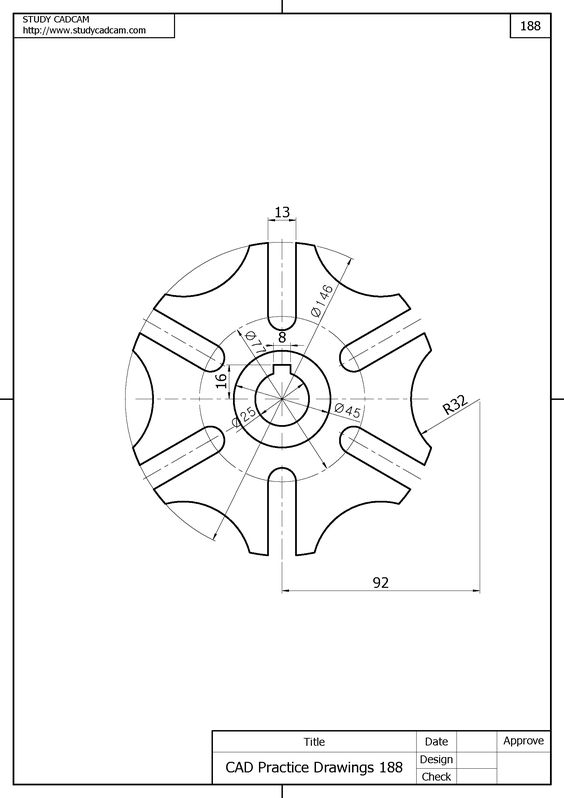 STUDY CADCAM
http://www.studycadcam.com
188
13
Ø146
Ø77
8
16
Ø25
Ø45
R32
92
Title
Date
Approve
CAD Practice Drawings 188
Design
Check